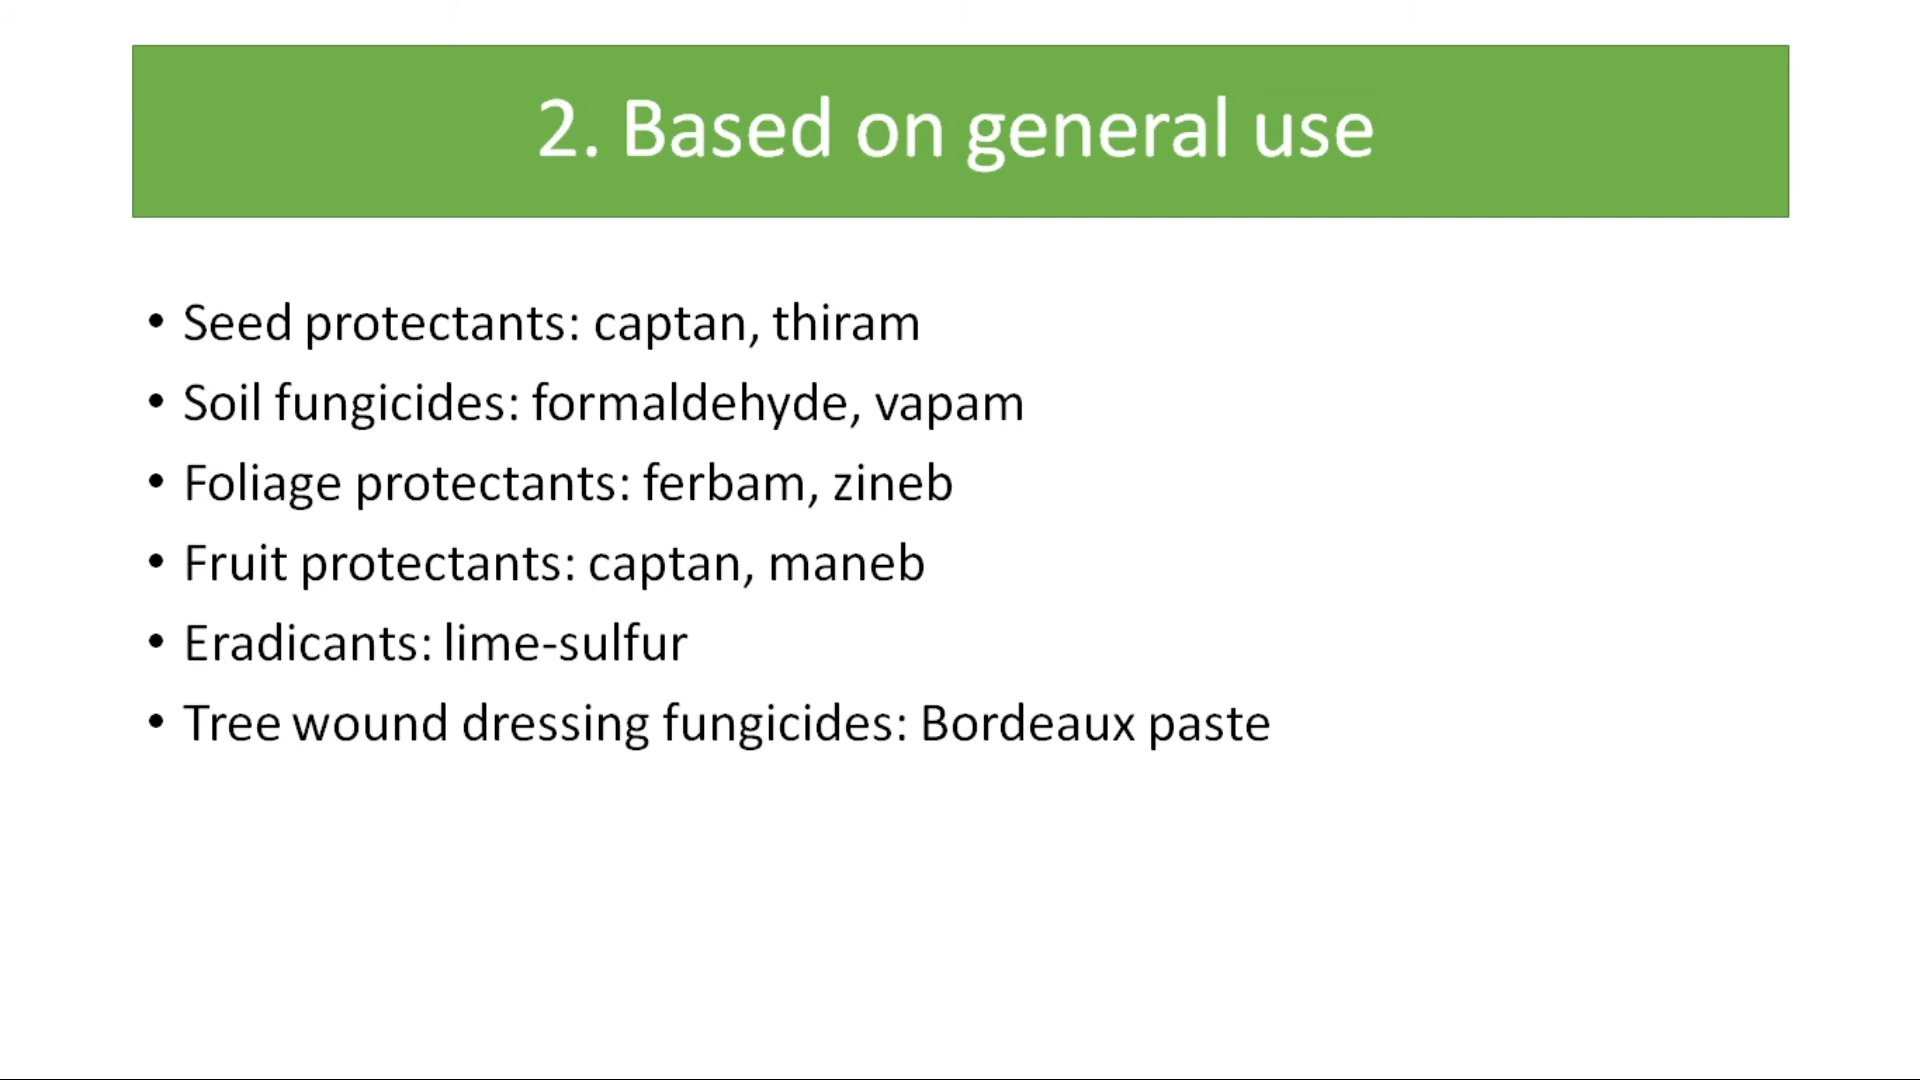 2. Based on general use
• Seed protectants: captan, thiram
• Soil fungicides: formaldehyde, vapam
• Foliage protectants: ferbam, zineb
• Fruit protectants: captan, maneb
• Eradicants: lime-sulfur
• Tree wound dressing fungicides: Bordeaux paste